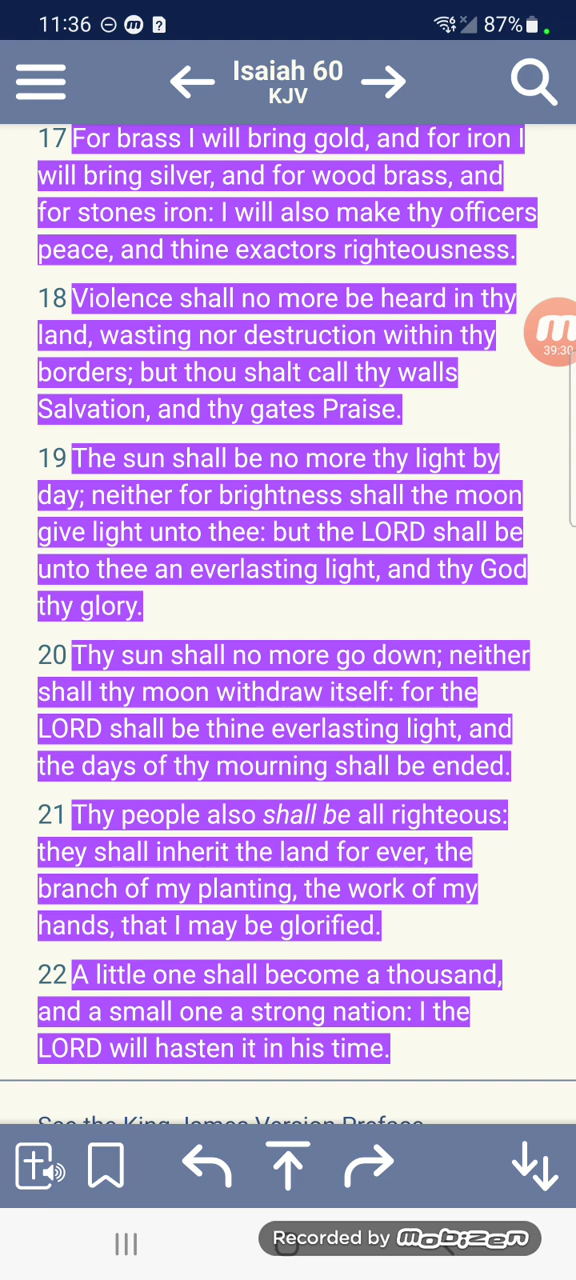 11:36 87%
Isaiah 60
KJV
17 For brass I will bring gold, and for iron I
will bring silver, and for wood brass, and
for stones iron: I will also make thy officers
peace, and thine exactors righteousness.
18 Violence shall no more be heard in thy
land, wasting nor destruction within thy
borders; but thou shalt call thy walls
Salvation, and thy gates Praise.
39:30
19 The sun shall be no more thy light by
day; neither for brightness shall the moon
give light unto thee: but the LORD shall be
unto thee an everlasting light, and thy God
thy glory.
20 Thy sun shall no more go down; neither
shall thy moon withdraw itself: for the
LORD shall be thine everlasting light, and
the days of thy mourning shall be ended.
21 Thy people also shall be all righteous:
they shall inherit the land for ever, the
branch of my planting, the work of my
hands, that I may be glorified.
22 A little one shall become a thousand,
and a small one a strong nation: I the
LORD will hasten it in his time.
See the King James Version Preface
Recorded by mobizen